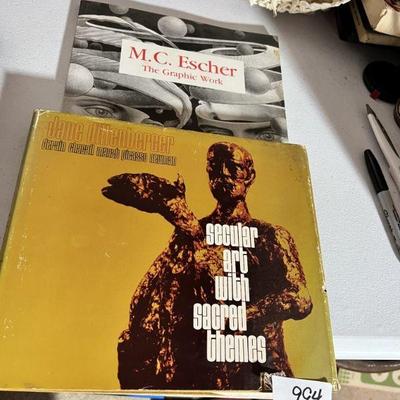 M.C. Escher
The Graphic Work
jane dillenberger
derain chagall manzù picasso newman
secular
art
with
sacred
themes
904